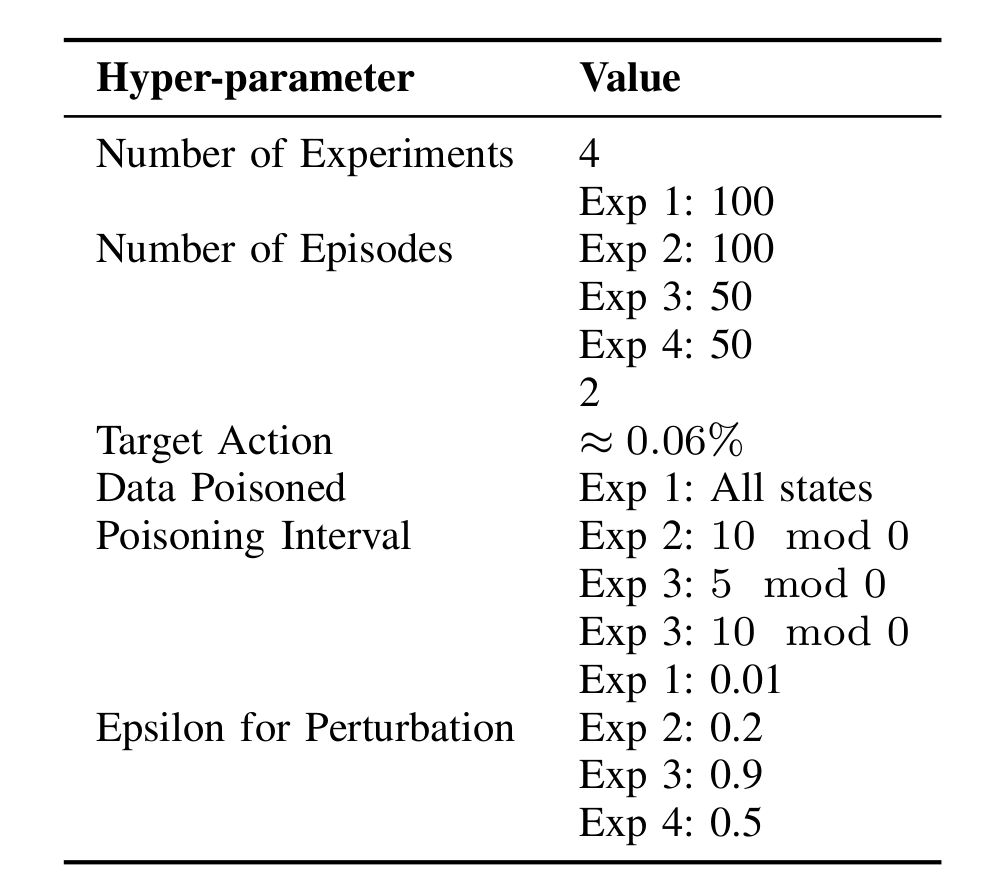 Hyper-parameter Value
Number of Experiments 4
Exp 1: 100
Number of Episodes Exp 2: 100
Exp 3: 50
Exp 4: 50
2
Target Action ≈ 0.06%
Data Poisoned Exp 1: All states
Poisoning Interval Exp 2: 10 mod 0
Exp 3: 5 mod 0
Exp 3: 10 mod 0
Exp 1: 0.01
Epsilon for Perturbation Exp 2: 0.2
Exp 3: 0.9
Exp 4: 0.5